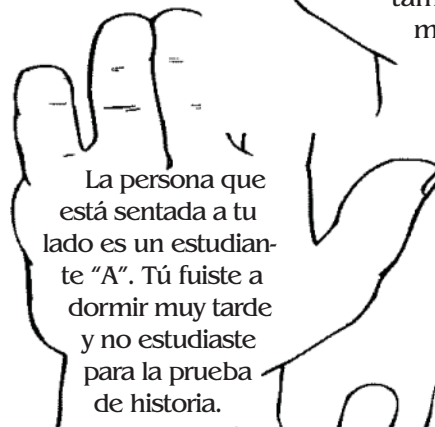 La persona que
está sentada a tu
lado es un estudian-
te "A". Tú fuiste a
dormir muy tarde
y no estudiaste
para la prueba
de historia.